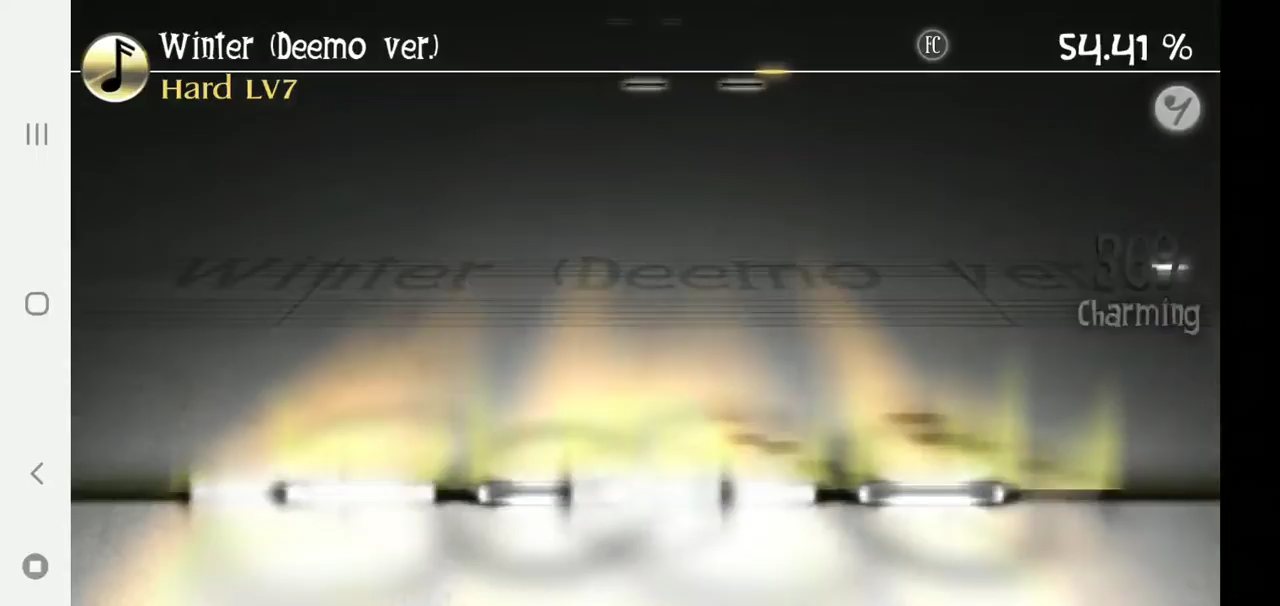 Winter (Deemo ver.)
FC
54.41 %
Hard LV7
Winter (Deemo ver
Charming